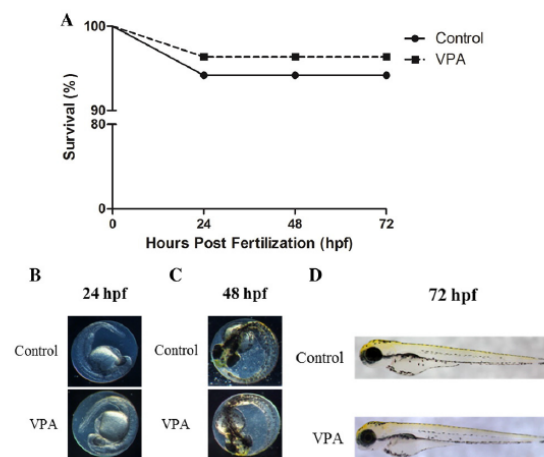 A
100
90
80
0
Survival (%)
Control
VPA
0 24 48 72
Hours Post Fertilization (hpf)
B C D
24 hpf 48 hpf 72 hpf
Control Control Control
VPA VPA VPA